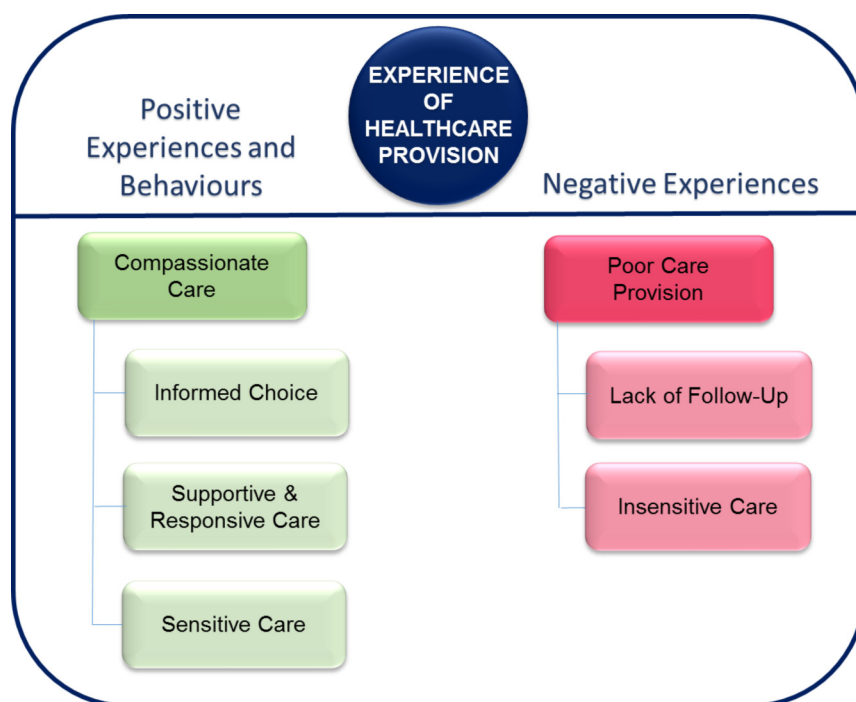 EXPERIENCE
OF
HEALTHCARE
PROVISION
Positive
Experiences and
Behaviours
Negative Experiences
Compassionate
Care
Informed Choice
Supportive &
Responsive Care
Sensitive Care
Poor Care
Provision
Lack of Follow-Up
Insensitive Care